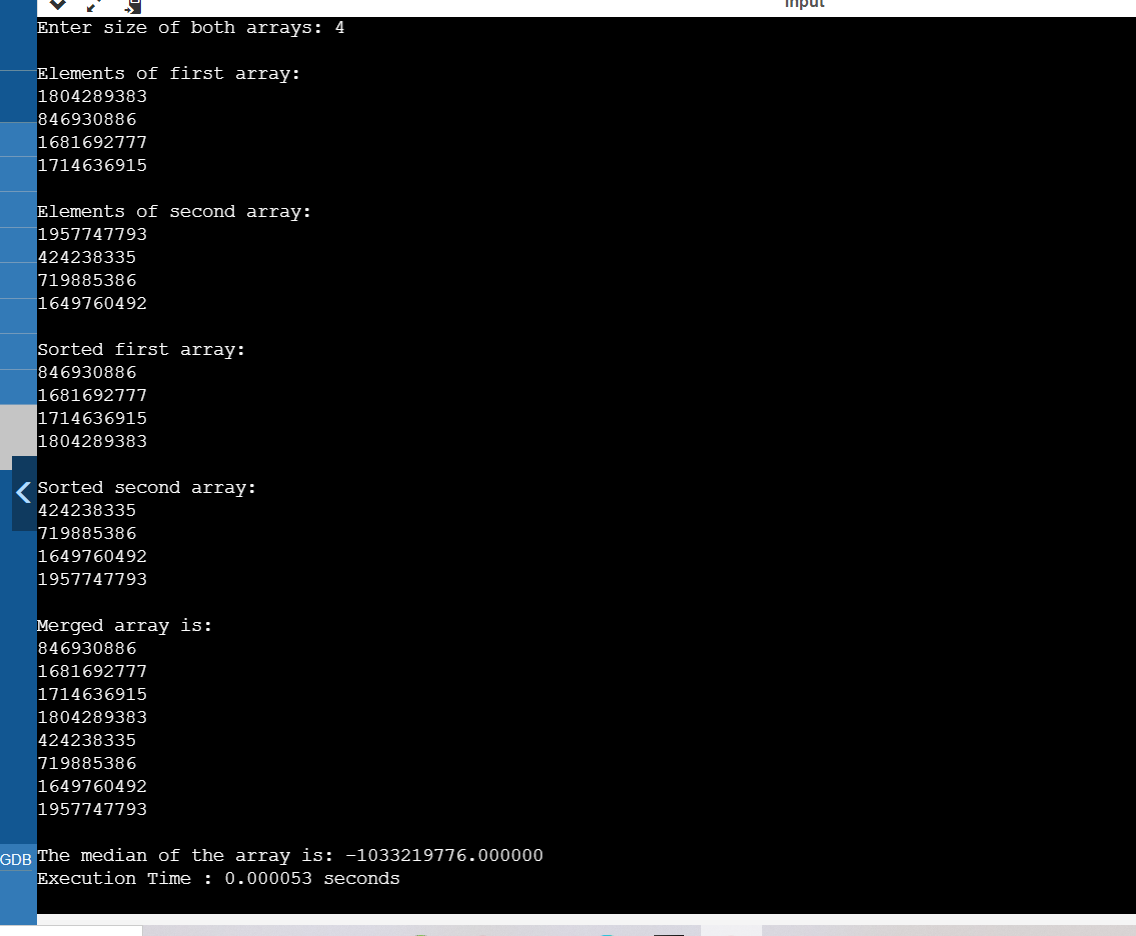 input
Enter size of both arrays: 4
Elements of first array:
1804289383
846930886
1681692777
1714636915
Elements of second array:
1957747793
424238335
719885386
1649760492
Sorted first array:
846930886
1681692777
1714636915
1804289383
Sorted second array:
424238335
719885386
1649760492
1957747793
Merged array is:
846930886
1681692777
1714636915
1804289383
424238335
719885386
1649760492
1957747793
GDB
The median of the array is: -1033219776.000000
Execution Time : 0.000053 seconds